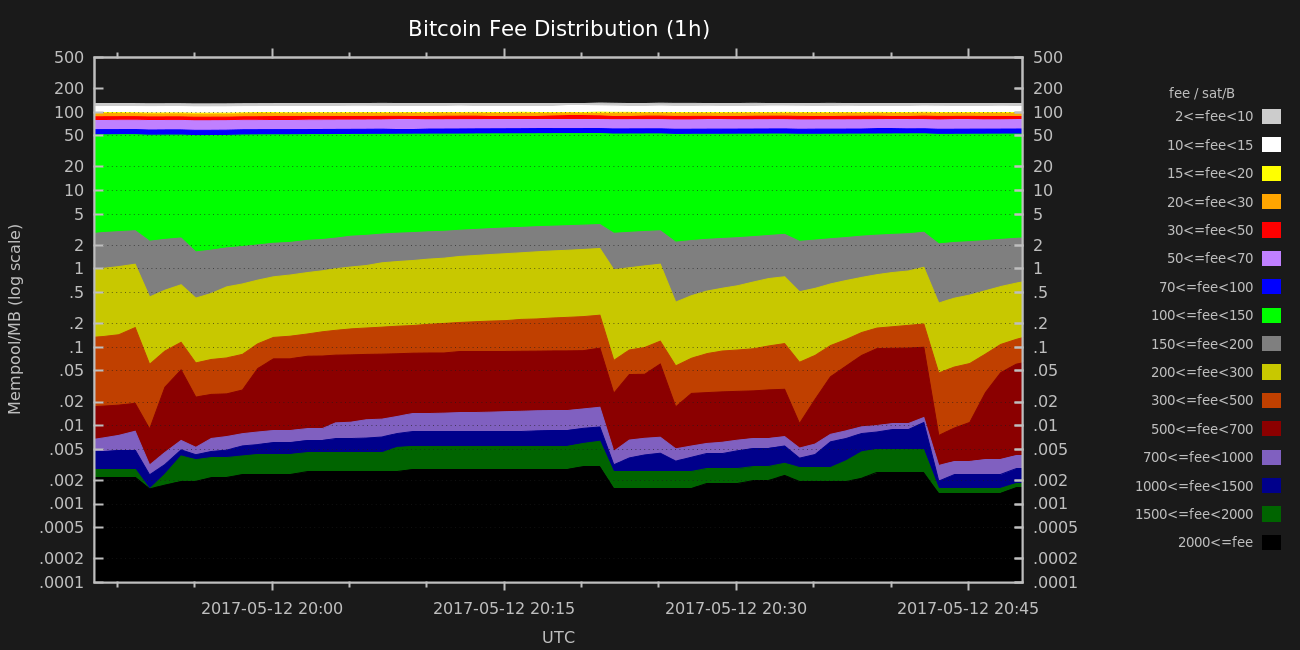 Bitcoin Fee Distribution (1h)
Mempool/MB (log scale)
500
200
100
50
20
10
5
2
1
.5
.2
.1
.05
.02
.01
.005
.002
.001
.0005
.0002
.0001
500
200
100
50
20
10
5
2
1
.5
.2
.1
.05
.02
.01
.005
.002
.001
.0005
.0002
.0001
2017-05-12 20:00 2017-05-12 20:15 2017-05-12 20:30 2017-05-12 20:45
UTC
fee / sat/B
2<=fee<10
10<=fee<15
15<=fee<20
20<=fee<30
30<=fee<50
50<=fee<70
70<=fee<100
100<=fee<150
150<=fee<200
200<=fee<300
300<=fee<500
500<=fee<700
700<=fee<1000
1000<=fee<1500
1500<=fee<2000
2000<=fee